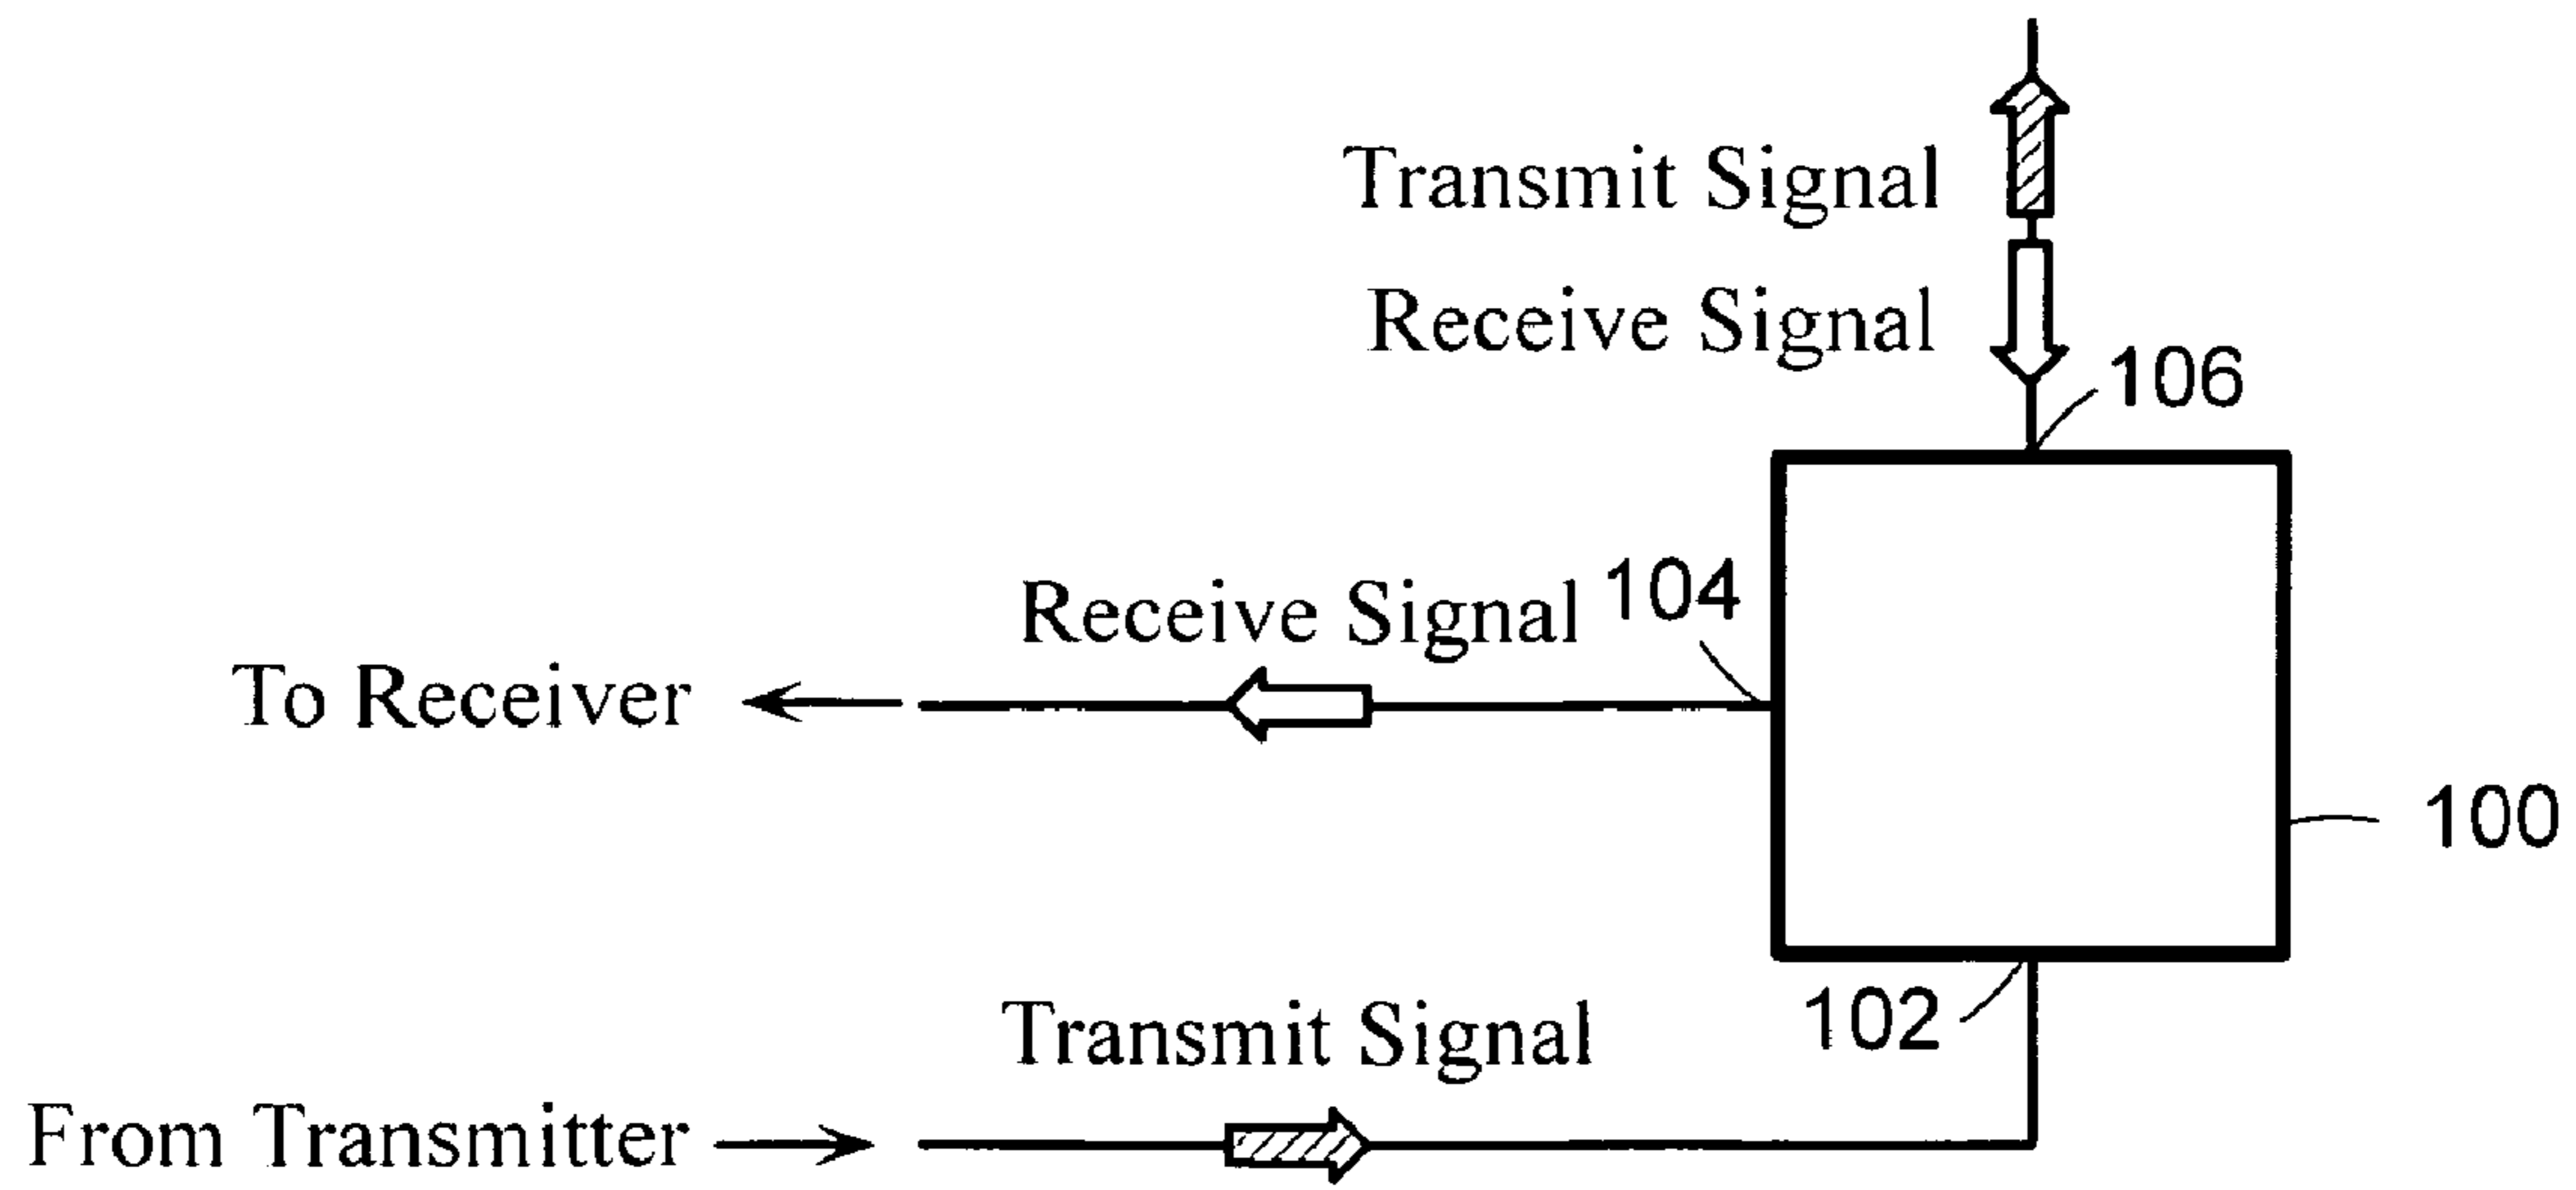 Transmit Signal
Receive Signal
106
Receive Signal 104
To Receiver
100
102
Transmit Signal
From Transmitter